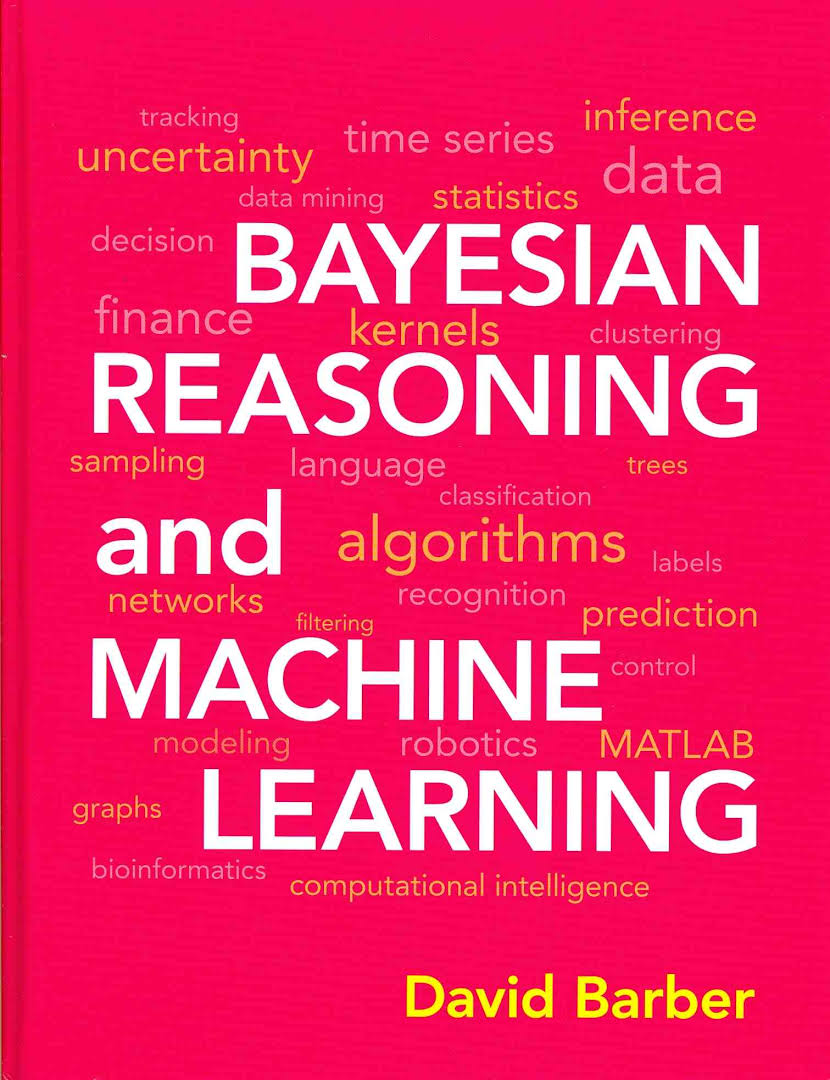 tracking
time series
inference
uncertainty
data
data mining
statistics
decision
BAYESIAN
finance
kernels
clustering
REASONING
sampling
language
trees
classification
and
algorithms
labels
networks
recognition
prediction
filtering
MACHINE
control
modeling
robotics
MATLAB
graphs
LEARNING
bioinformatics
computational intelligence
David Barber